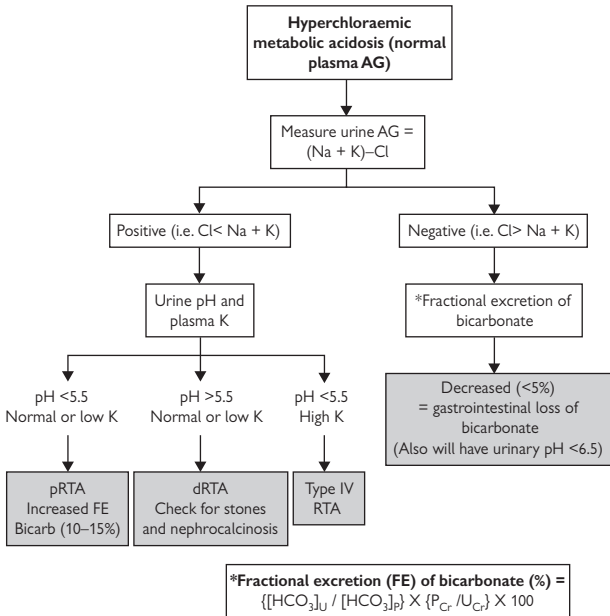 Hyperchloraemic
metabolic acidosis (normal
plasma AG)
Measure urine AG =
(Na + K)–Cl
Positive (i.e. Cl< Na + K)
Negative (i.e. Cl> Na + K)
Urine pH and
plasma K
*Fractional excretion of
bicarbonate
pH <5.5
Normal or low K
pH >5.5
Normal or low K
pH <5.5
High K
Decreased (<5%)
= gastrointestinal loss of
bicarbonate
(Also will have urinary pH <6.5)
pRTA
Increased FE
Bicarb (10–15%)
dRTA
Check for stones
and nephrocalcinosis
Type IV
RTA
*Fractional excretion (FE) of bicarbonate (%) =
{[HCO3]U / [HCO3]P} X {PCr /UCr} X 100